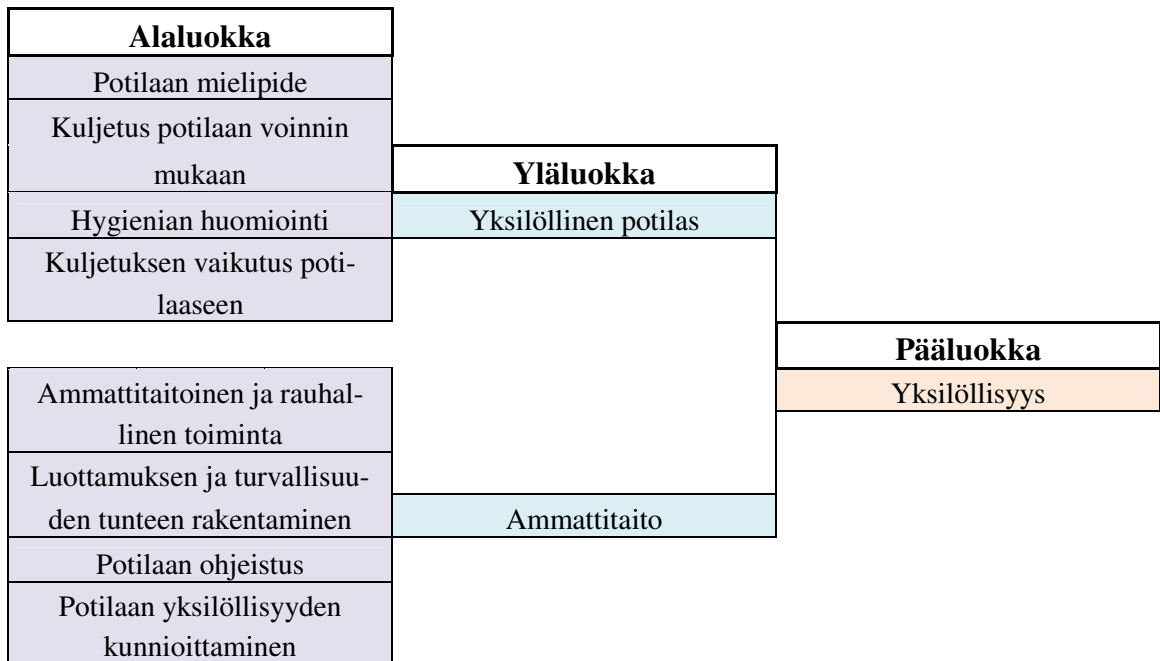 Alaluokka
Potilaan mielipide
Kuljetus potilaan voinnin
mukaan
Hygienian huomiointi
Kuljetuksen vaikutus poti-
laaseen
Ammattitaitoinen ja rauhal-
linen toiminta
Luottamuksen ja turvallisuu-
den tunteen rakentaminen
Potilaan ohjeistus
Potilaan yksilöllisyyden
kunnioittaminen
Yläluokka
Yksilöllinen potilas
Ammattitaito
Pääluokka
Yksilöllisyys